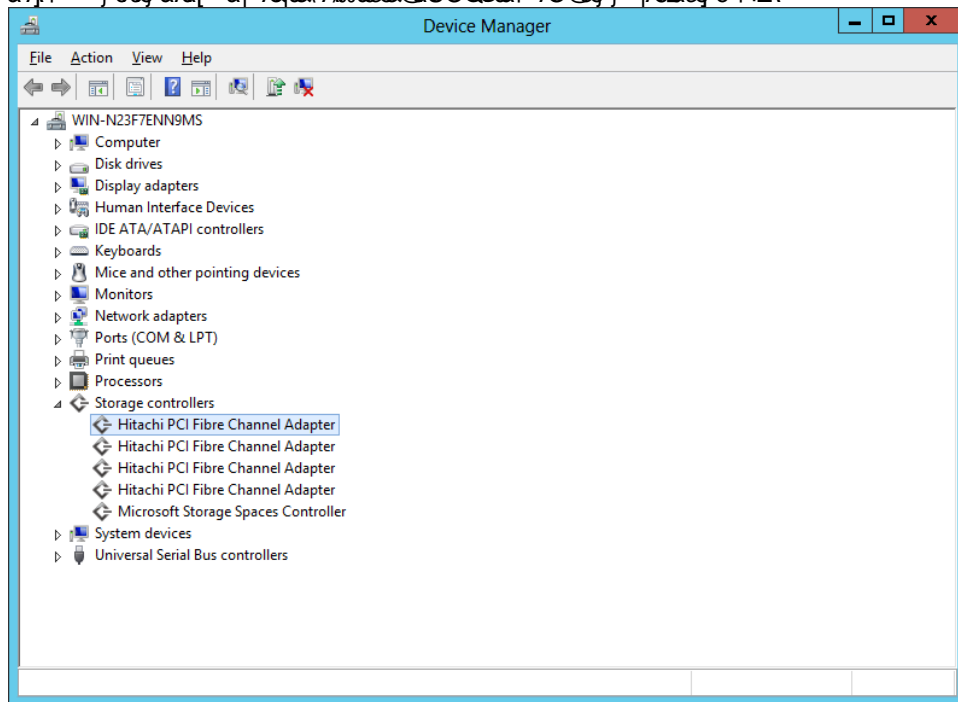 Device Manager
File Action View Help
WIN-N23F7ENN9MS
Computer
Disk drives
Display adapters
Human Interface Devices
IDE ATA/ATAPI controllers
Keyboards
Mice and other pointing devices
Monitors
Network adapters
Ports (COM & LPT)
Print queues
Processors
Storage controllers
Hitachi PCI Fibre Channel Adapter
Hitachi PCI Fibre Channel Adapter
Hitachi PCI Fibre Channel Adapter
Hitachi PCI Fibre Channel Adapter
Microsoft Storage Spaces Controller
System devices
Universal Serial Bus controllers